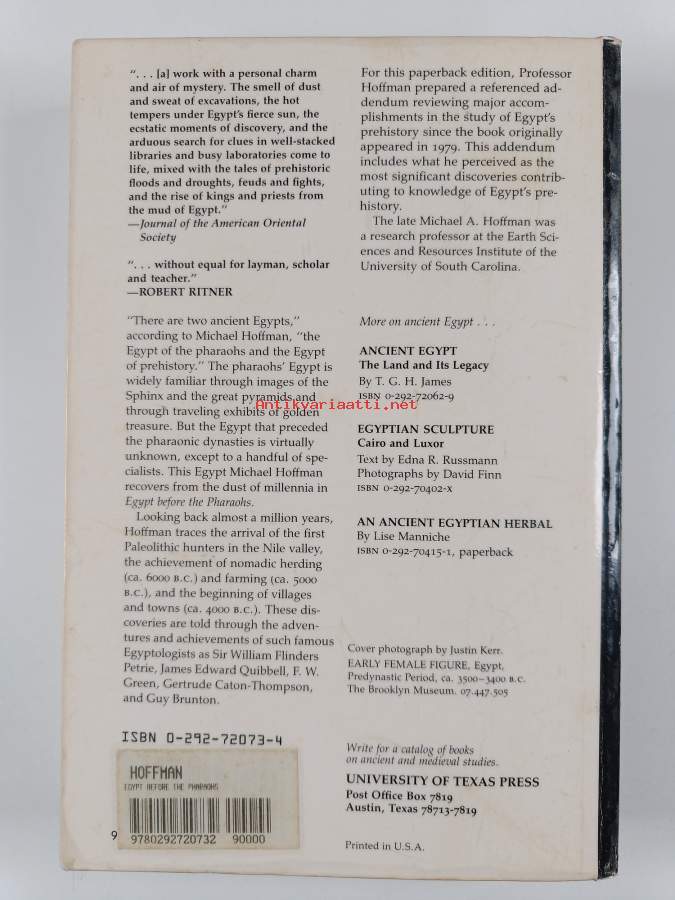 “. . . [a] work with a personal charm
and air of mystery. The smell of dust
and sweat of excavations, the hot
tempers under Egypt’s fierce sun, the
ecstatic moments of discovery, and the
arduous search for clues in well-stacked
libraries and busy laboratories come to
life, mixed with the tales of prehistoric
floods and droughts, feuds and fights,
and the rise of kings and priests from
the mud of Egypt.”
—Journal of the American Oriental
Society
“. . . without equal for layman, scholar
and teacher.”
—ROBERT RITNER
“There are two ancient Egypts,”
according to Michael Hoffman, “the
Egypt of the pharaohs and the Egypt
of prehistory.” The pharaohs’ Egypt is
widely familiar through images of the
Sphinx and the great pyramids and
through traveling exhibits of golden
treasure. But the Egypt that preceded
the pharaonic dynasties is virtually
unknown, except to a handful of spe-
cialists. This Egypt Michael Hoffman
recovers from the dust of millennia in
Egypt before the Pharaohs.
Looking back almost a million years,
Hoffman traces the arrival of the first
Paleolithic hunters in the Nile valley,
the achievement of nomadic herding
(ca. 6000 B.C.) and farming (ca. 5000
B.C.), and the beginning of villages
and towns (ca. 4000 B.C.). These dis-
coveries are told through the adven-
tures and achievements of such famous
Egyptologists as Sir William Flinders
Petrie, James Edward Quibbell, F. W.
Green, Gertrude Caton-Thompson,
and Guy Brunton.
ISBN 0-292-72073-4
HOFFMAN
EGYPT BEFORE THE PHARAOHS
9 780292720732 90000
For this paperback edition, Professor
Hoffman prepared a referenced ad-
dendum reviewing major accom-
plishments in the study of Egypt’s
prehistory since the book originally
appeared in 1979. This addendum
includes what he perceived as the
most significant discoveries contrib-
uting to knowledge of Egypt’s pre-
history.
The late Michael A. Hoffman was
a research professor at the Earth Sci-
ences and Resources Institute of the
University of South Carolina.
More on ancient Egypt . . .
ANCIENT EGYPT
The Land and Its Legacy
By T. G. H. James
ISBN 0-292-72062-9
Antikvariaatti.net
EGYPTIAN SCULPTURE
Cairo and Luxor
Text by Edna R. Russmann
Photographs by David Finn
ISBN 0-292-70402-X
AN ANCIENT EGYPTIAN HERBAL
By Lise Manniche
ISBN 0-292-70415-1, paperback
Cover photograph by Justin Kerr.
EARLY FEMALE FIGURE, Egypt,
Predynastic Period, ca. 3500–3400 B.C.
The Brooklyn Museum. 07.447.505
Write for a catalog of books
on ancient and medieval studies.
UNIVERSITY OF TEXAS PRESS
Post Office Box 7819
Austin, Texas 78713-7819
Printed in U.S.A.